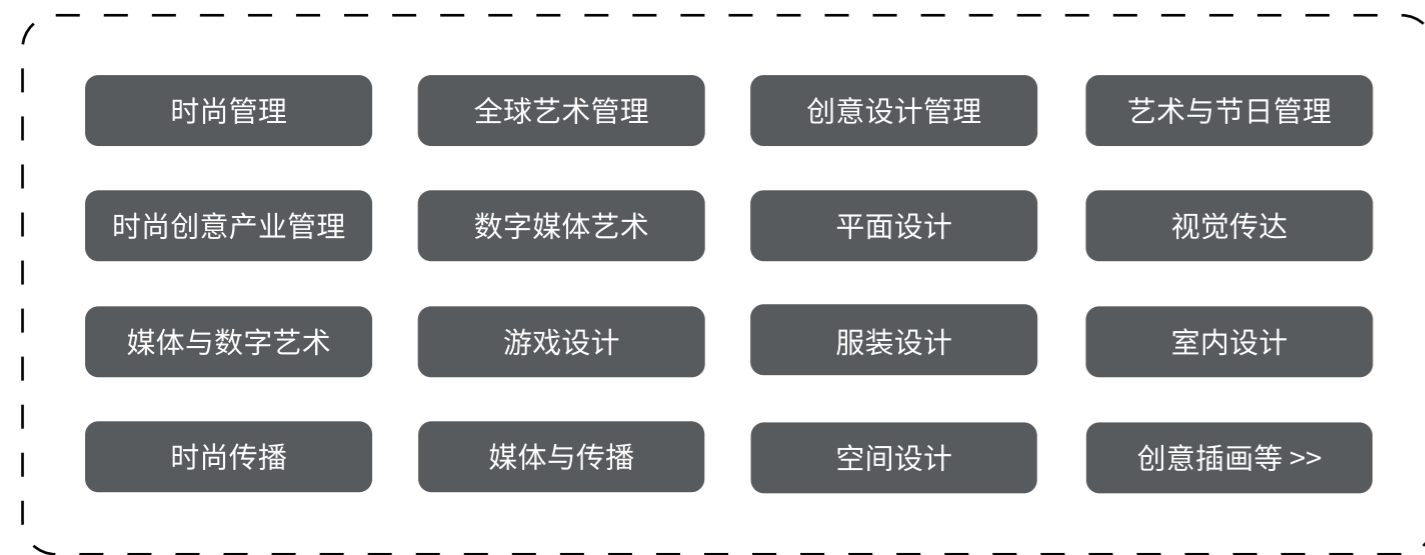 时尚管理
全球艺术管理
创意设计管理
艺术与节日管理
时尚创意产业管理
数字媒体艺术
平面设计
视觉传达
媒体与数字艺术
游戏设计
服装设计
室内设计
时尚传播
媒体与传播
空间设计
创意插画等 >>